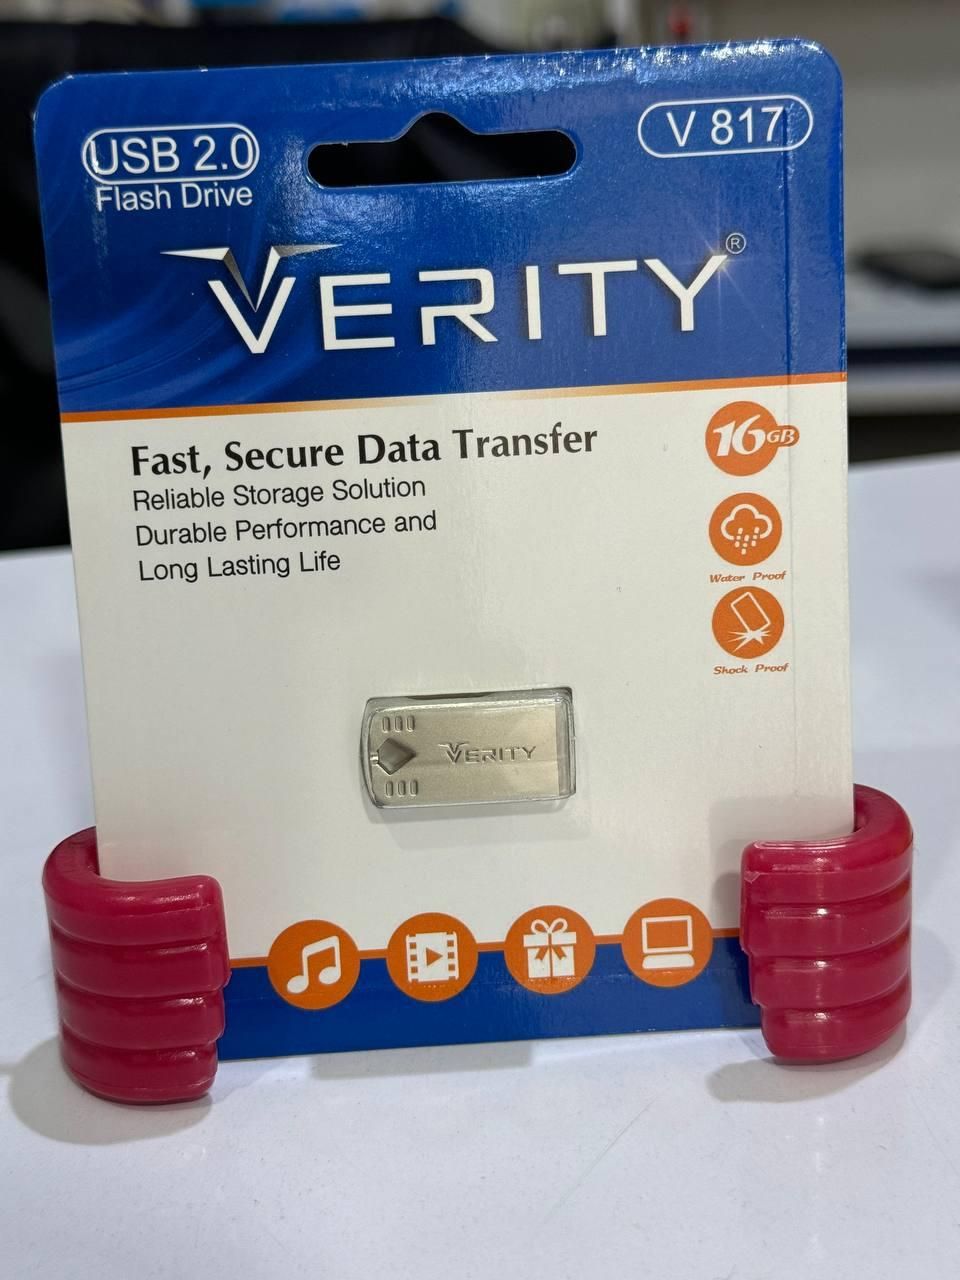 USB 2.0
Flash Drive
V 817
VERITY®
Fast, Secure Data Transfer
Reliable Storage Solution
Durable Performance and
Long Lasting Life
16GB
Water Proof
Shock Proof
VERITY